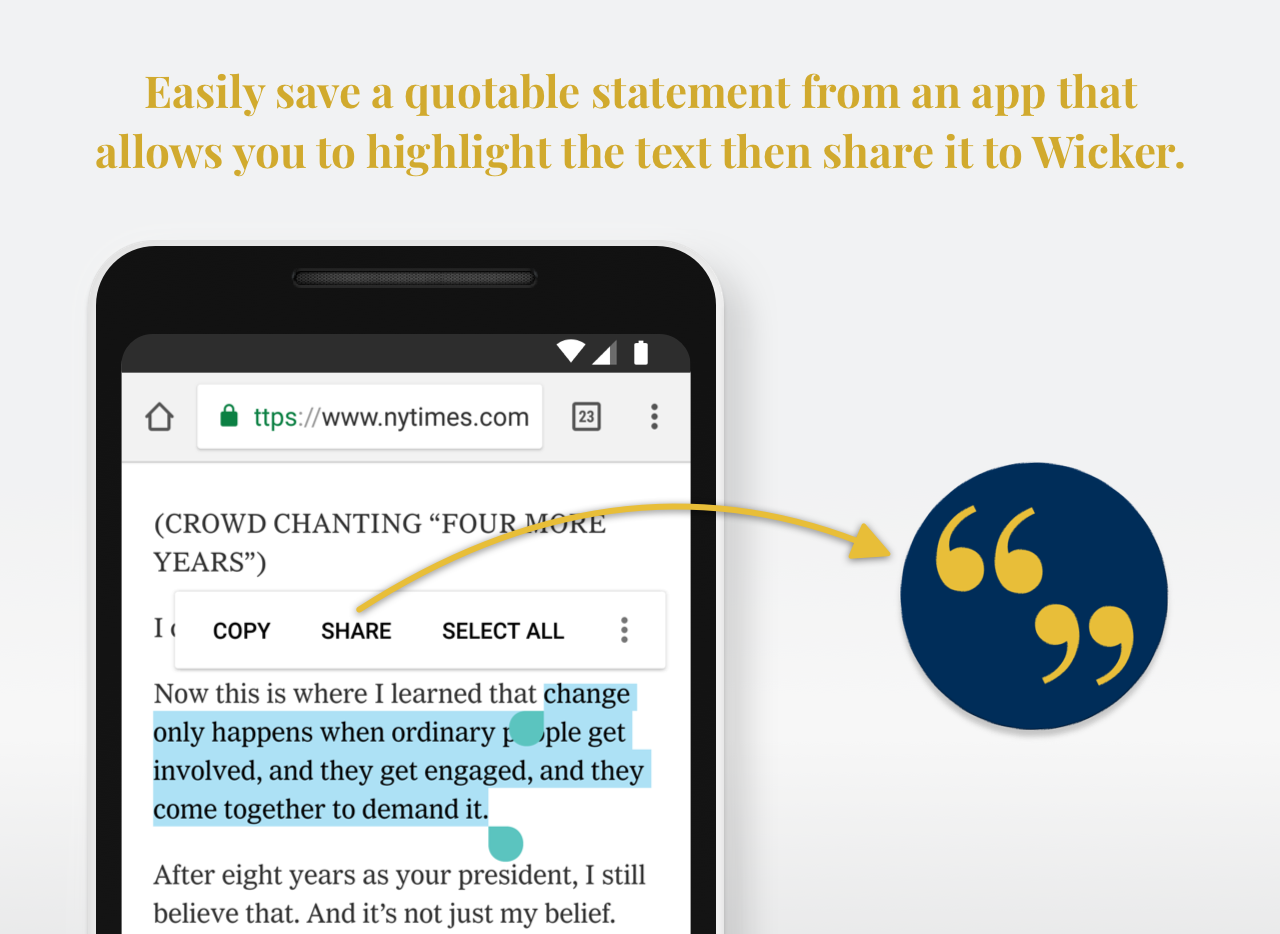 Easily save a quotable statement from an app that
allows you to highlight the text then share it to Wicker.
ttps://www.nytimes.com
23
(CROWD CHANTING “FOUR MORE
YEARS”)
I
COPY SHARE SELECT ALL
Now this is where I learned that change
only happens when ordinary people get
involved, and they get engaged, and they
come together to demand it.
After eight years as your president, I still
believe that. And it’s not just my belief.